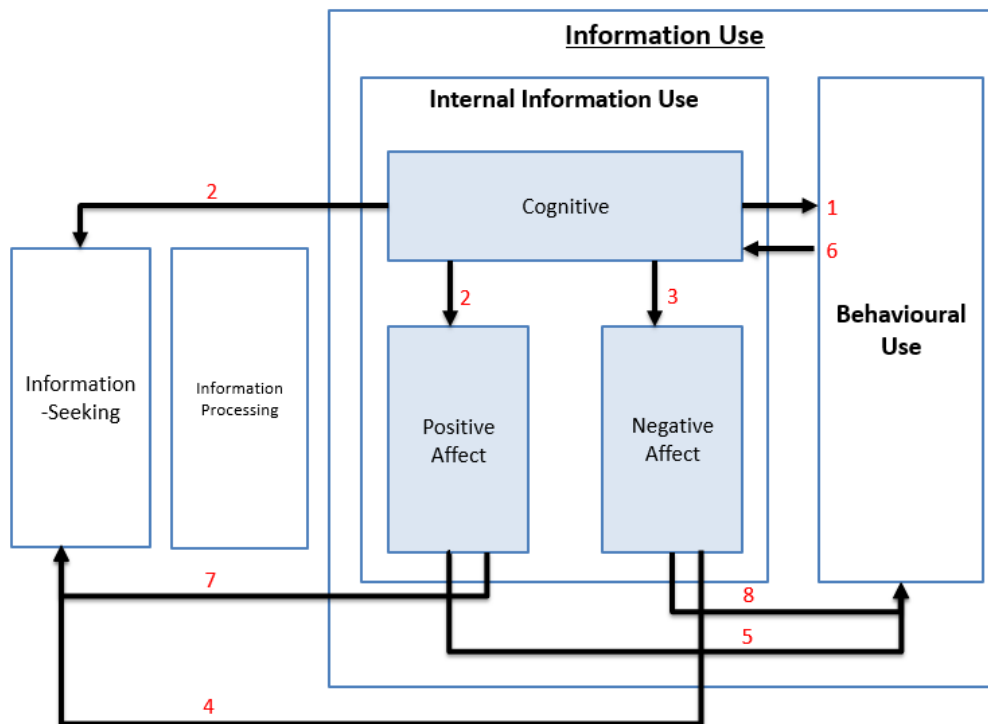 Information Use
Internal Information Use
Cognitive
2
1
6
2
3
Behavioural
Use
Information
-Seeking
Information
Processing
Positive
Affect
Negative
Affect
7
8
5
4